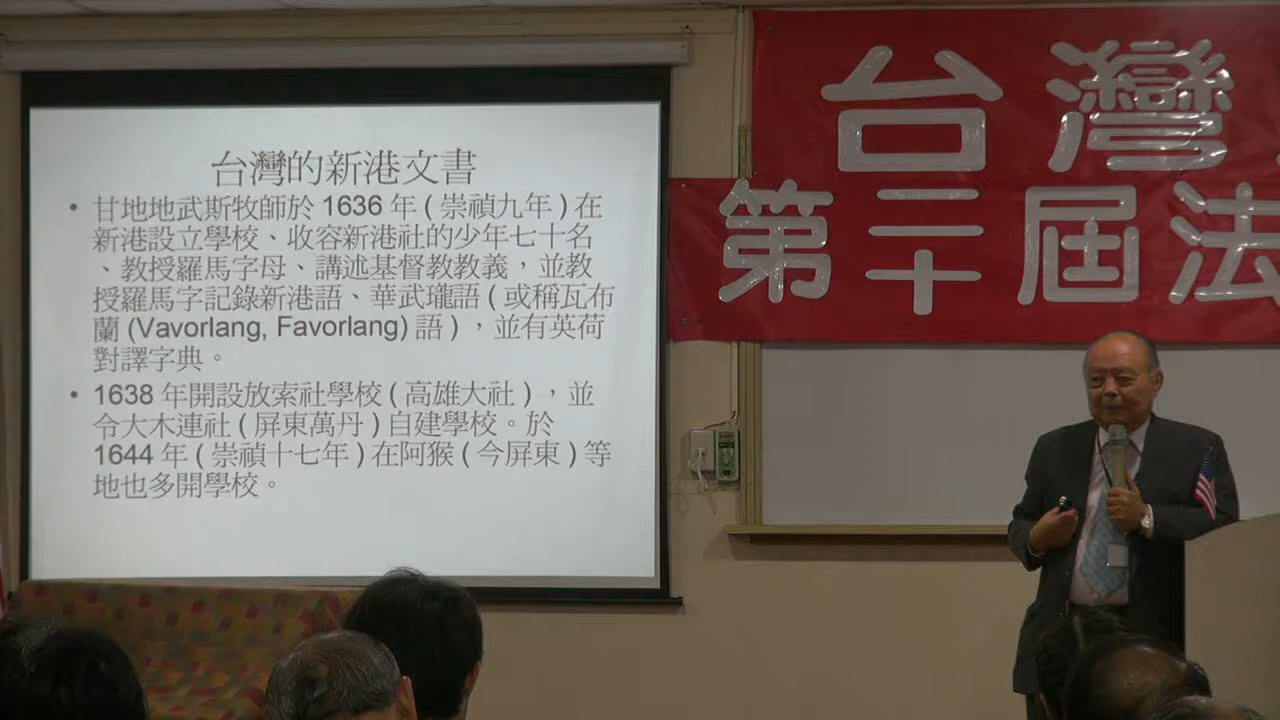 台灣的新港文書
• 甘地地武斯牧師於 1636 年 ( 崇禎九年 ) 在
新港設立學校、收容新港社的少年七十名
、教授羅馬字母、講述基督教教義，並教
授羅馬字記錄新港語、華武壠語 ( 或稱瓦布
蘭 (Vavorlang, Favorlang) 語 ) ，並有英荷
對譯字典。
• 1638 年開設放索社學校 ( 高雄大社 ) ，並
令大木連社 ( 屏東萬丹 ) 自建學校。於
1644 年 ( 崇禎十七年 ) 在阿猴 ( 今屏東 ) 等
地也多開學校。
台灣
第二十屆法